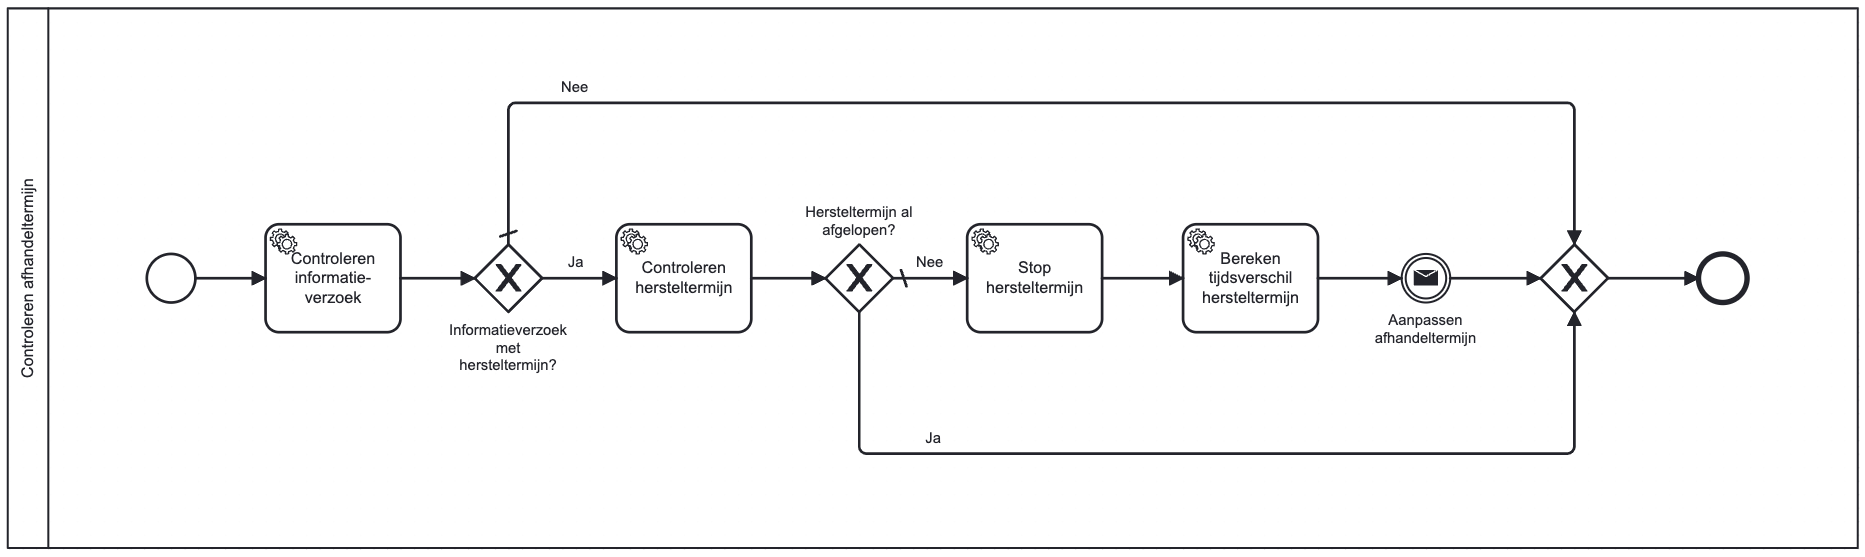 Controleren afhandeltermijn
Nee
Controleren
informatie-
verzoek
Informatieverzoek
met
hersteltermijn?
Ja
Controleren
hersteltermijn
Hersteltermijn al
afgelopen?
Nee
Stop
hersteltermijn
Bereken
tijdsverschil
hersteltermijn
Aanpassen
afhandeltermijn
Ja